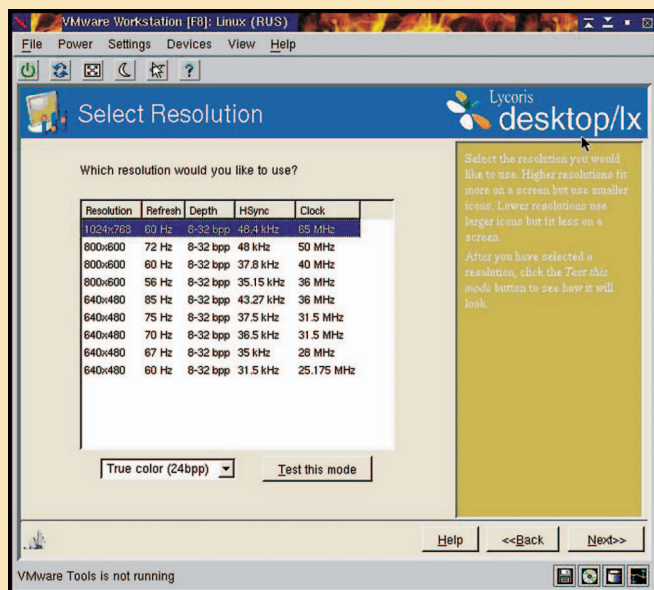 VMware Workstation [F8]: Linux (RUS)
File Power Settings Devices View Help
?
Select Resolution
Lycoris
desktop/lx
Which resolution would you like to use?
Resolution Refresh Depth HSync Clock
1024x768 60 Hz 8-32 bpp 48.4 kHz 65 MHz
800x600 72 Hz 8-32 bpp 48 kHz 50 MHz
800x600 60 Hz 8-32 bpp 37.8 kHz 40 MHz
800x600 56 Hz 8-32 bpp 35.15 kHz 36 MHz
640x480 85 Hz 8-32 bpp 43.27 kHz 36 MHz
640x480 75 Hz 8-32 bpp 37.5 kHz 31.5 MHz
640x480 70 Hz 8-32 bpp 36.5 kHz 31.5 MHz
640x480 67 Hz 8-32 bpp 35 kHz 28 MHz
640x480 60 Hz 8-32 bpp 31.5 kHz 25.175 MHz
True color (24bpp)
Test this mode
Select the resolution you would
like to use. Higher resolutions fit
more on a screen but use smaller
icons. Lower resolutions use
larger icons but fit less on a
screen.
After you have selected a
resolution, click the Test this
mode button to see how it will
look.
Help <<Back Next>>
VMware Tools is not running